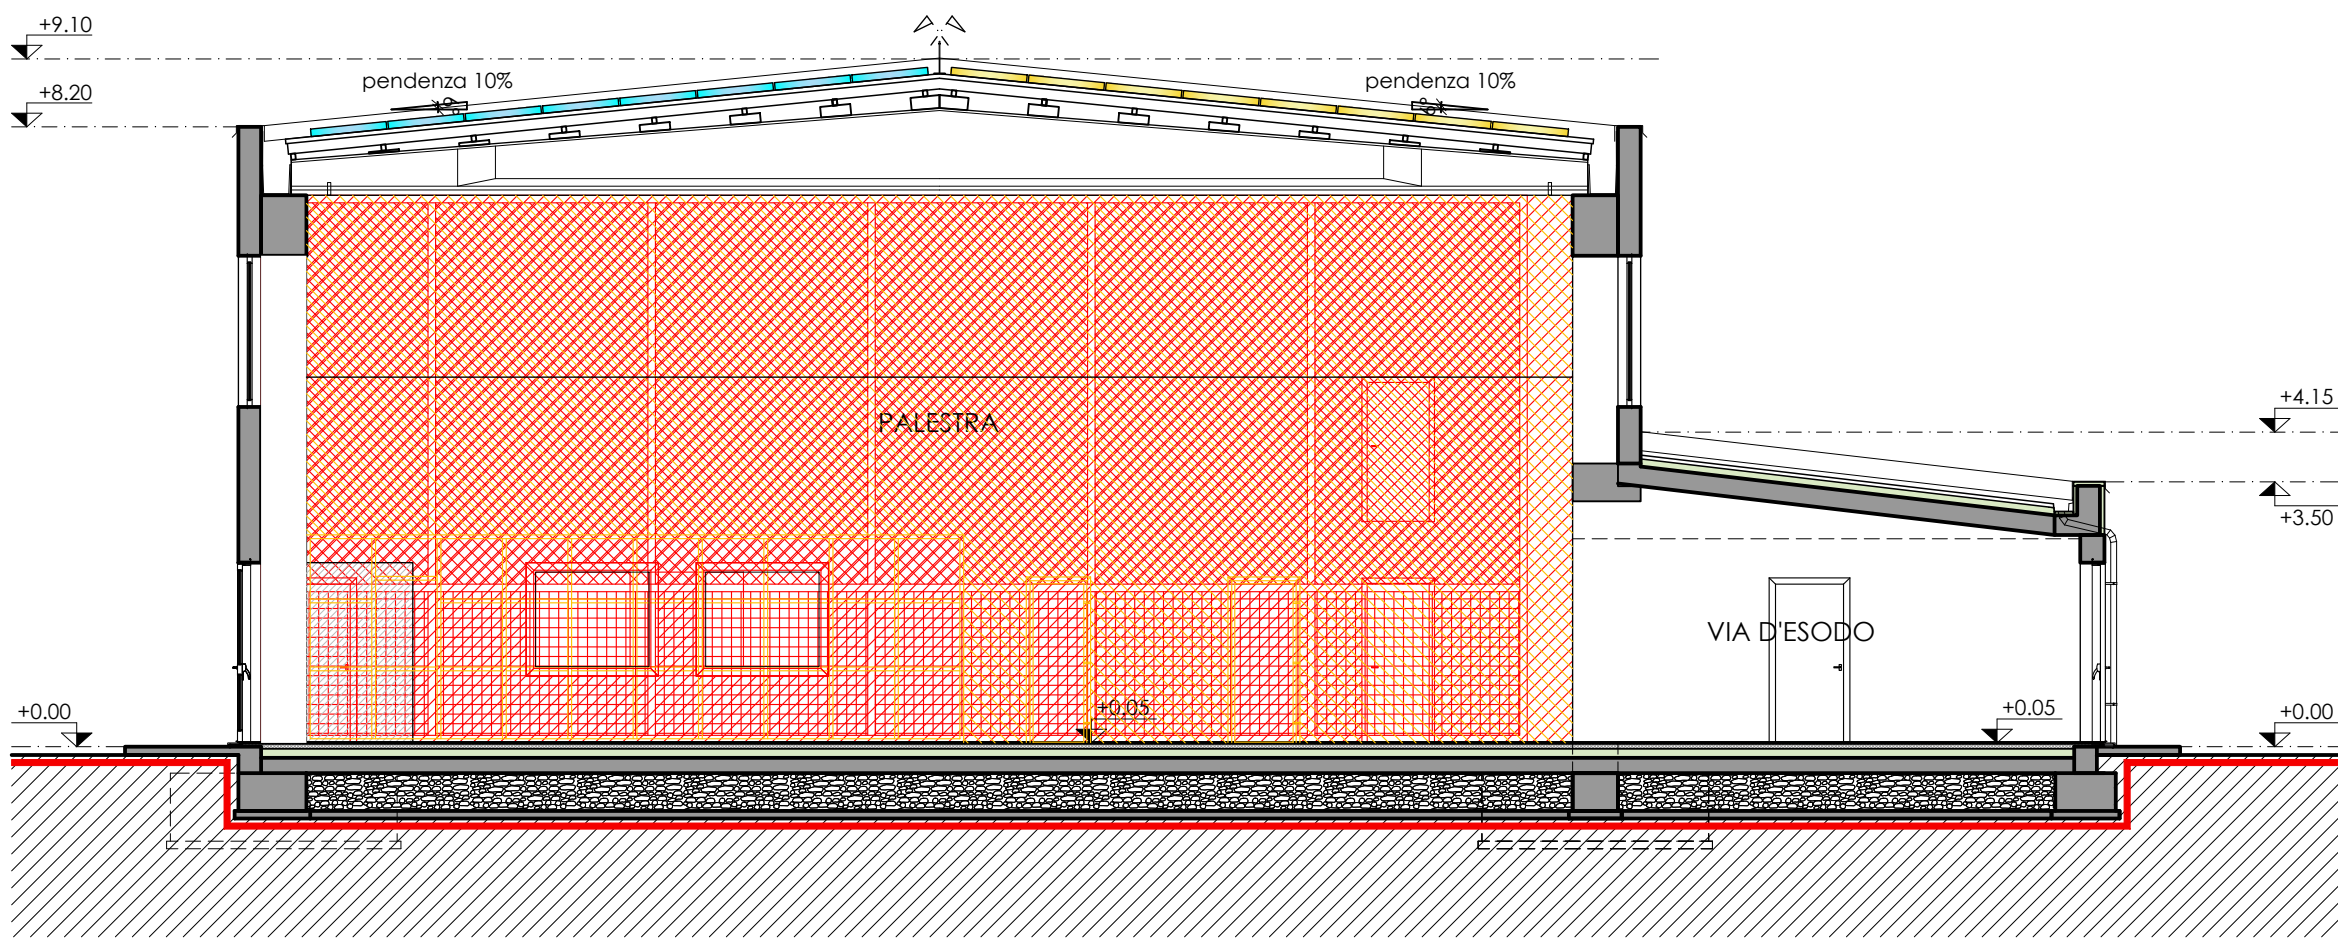 +9.10
pendenza 10%
pendenza 10%
+8.20
+4.15
PALESTRA
+3.50
VIA D'ESODO
+0.00
+0.05
+0.05
+0.00